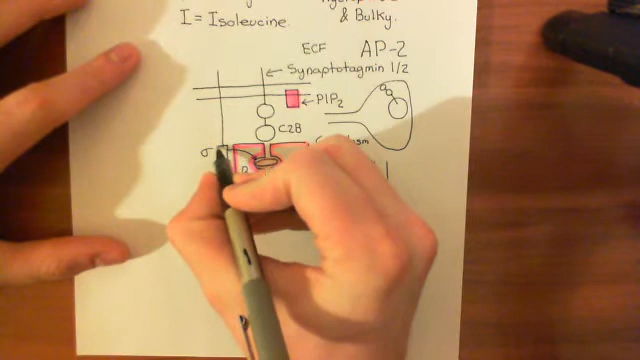 I = Isoleucine
& Bulky.
ECF
AP-2
Synaptotagmin 1/2
PIP2
C2B
σ